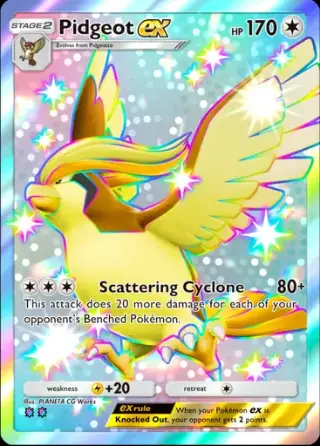 STAGE 2 Pidgeot ex HP 170
Evolves from Pidgeotto
Scattering Cyclone 80+
This attack does 20 more damage for each of your
opponent's Benched Pokémon.
weakness +20 retreat
Illus. PLANETA CG Works
ex rule When your Pokémon ex is
Knocked Out, your opponent gets 2 points.